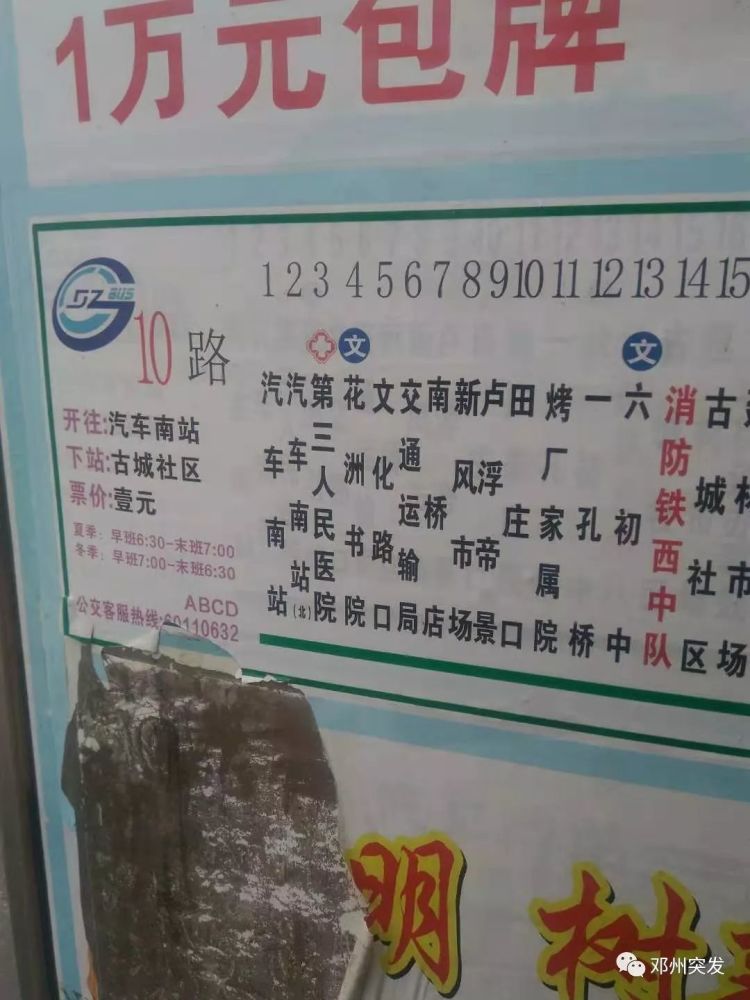 1万元包牌
DZ BUS
10路
开往:汽车南站
下站:古城社区
票价:壹元
夏季：早班6:30-末班7:00
冬季：早班7:00-末班6:30
ABCD
公交客服热线:60110632
1 2 3 4 5 6 7 8 9 10 11 12 13 14 15
文
文
汽车南站
汽车南站(北)
第三人民医院
花洲书院
文化路口
交通运输局
南桥店
新风市场
卢浮帝景
田庄口
烤厂家属院
一孔桥
六初中
消防铁西中队
古城社区
林市场
明 树
邓州突发